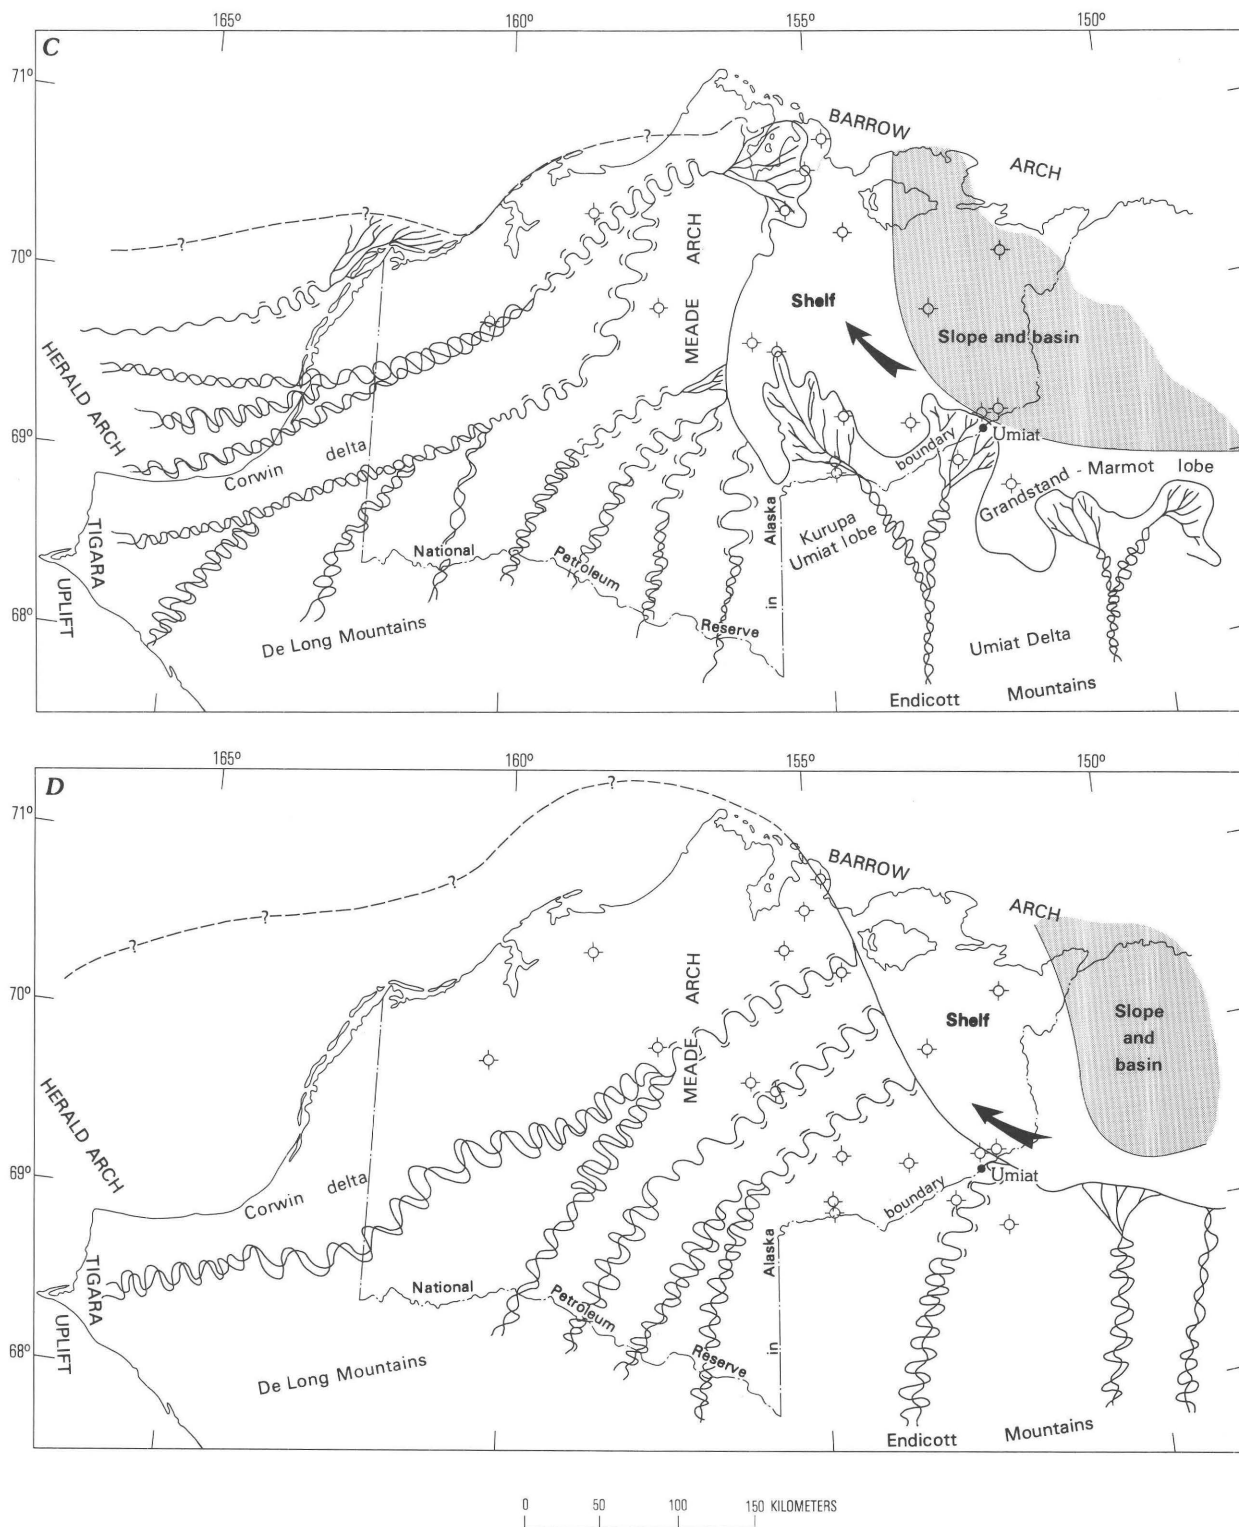 165° 160° 155° 150°
C
71°
?
BARROW
ARCH
?
?
70°
MEADE ARCH
Shelf
Slope and basin
HERALD ARCH
69°
Umiat
Corwin delta
boundary
Grandstand - Marmot lobe
TIGARA
UPLIFT
National
Petroleum
Reserve
in
Alaska
Kurupa
Umiat lobe
68°
De Long Mountains
Umiat Delta
Endicott Mountains
165° 160° 155° 150°
D
71°
?
?
?
?
BARROW
ARCH
70°
MEADE ARCH
Shelf
Slope
and
basin
HERALD ARCH
69°
Umiat
Corwin delta
boundary
TIGARA
UPLIFT
National
Petroleum
Reserve
in
Alaska
68°
De Long Mountains
Endicott Mountains
0 50 100 150 KILOMETERS